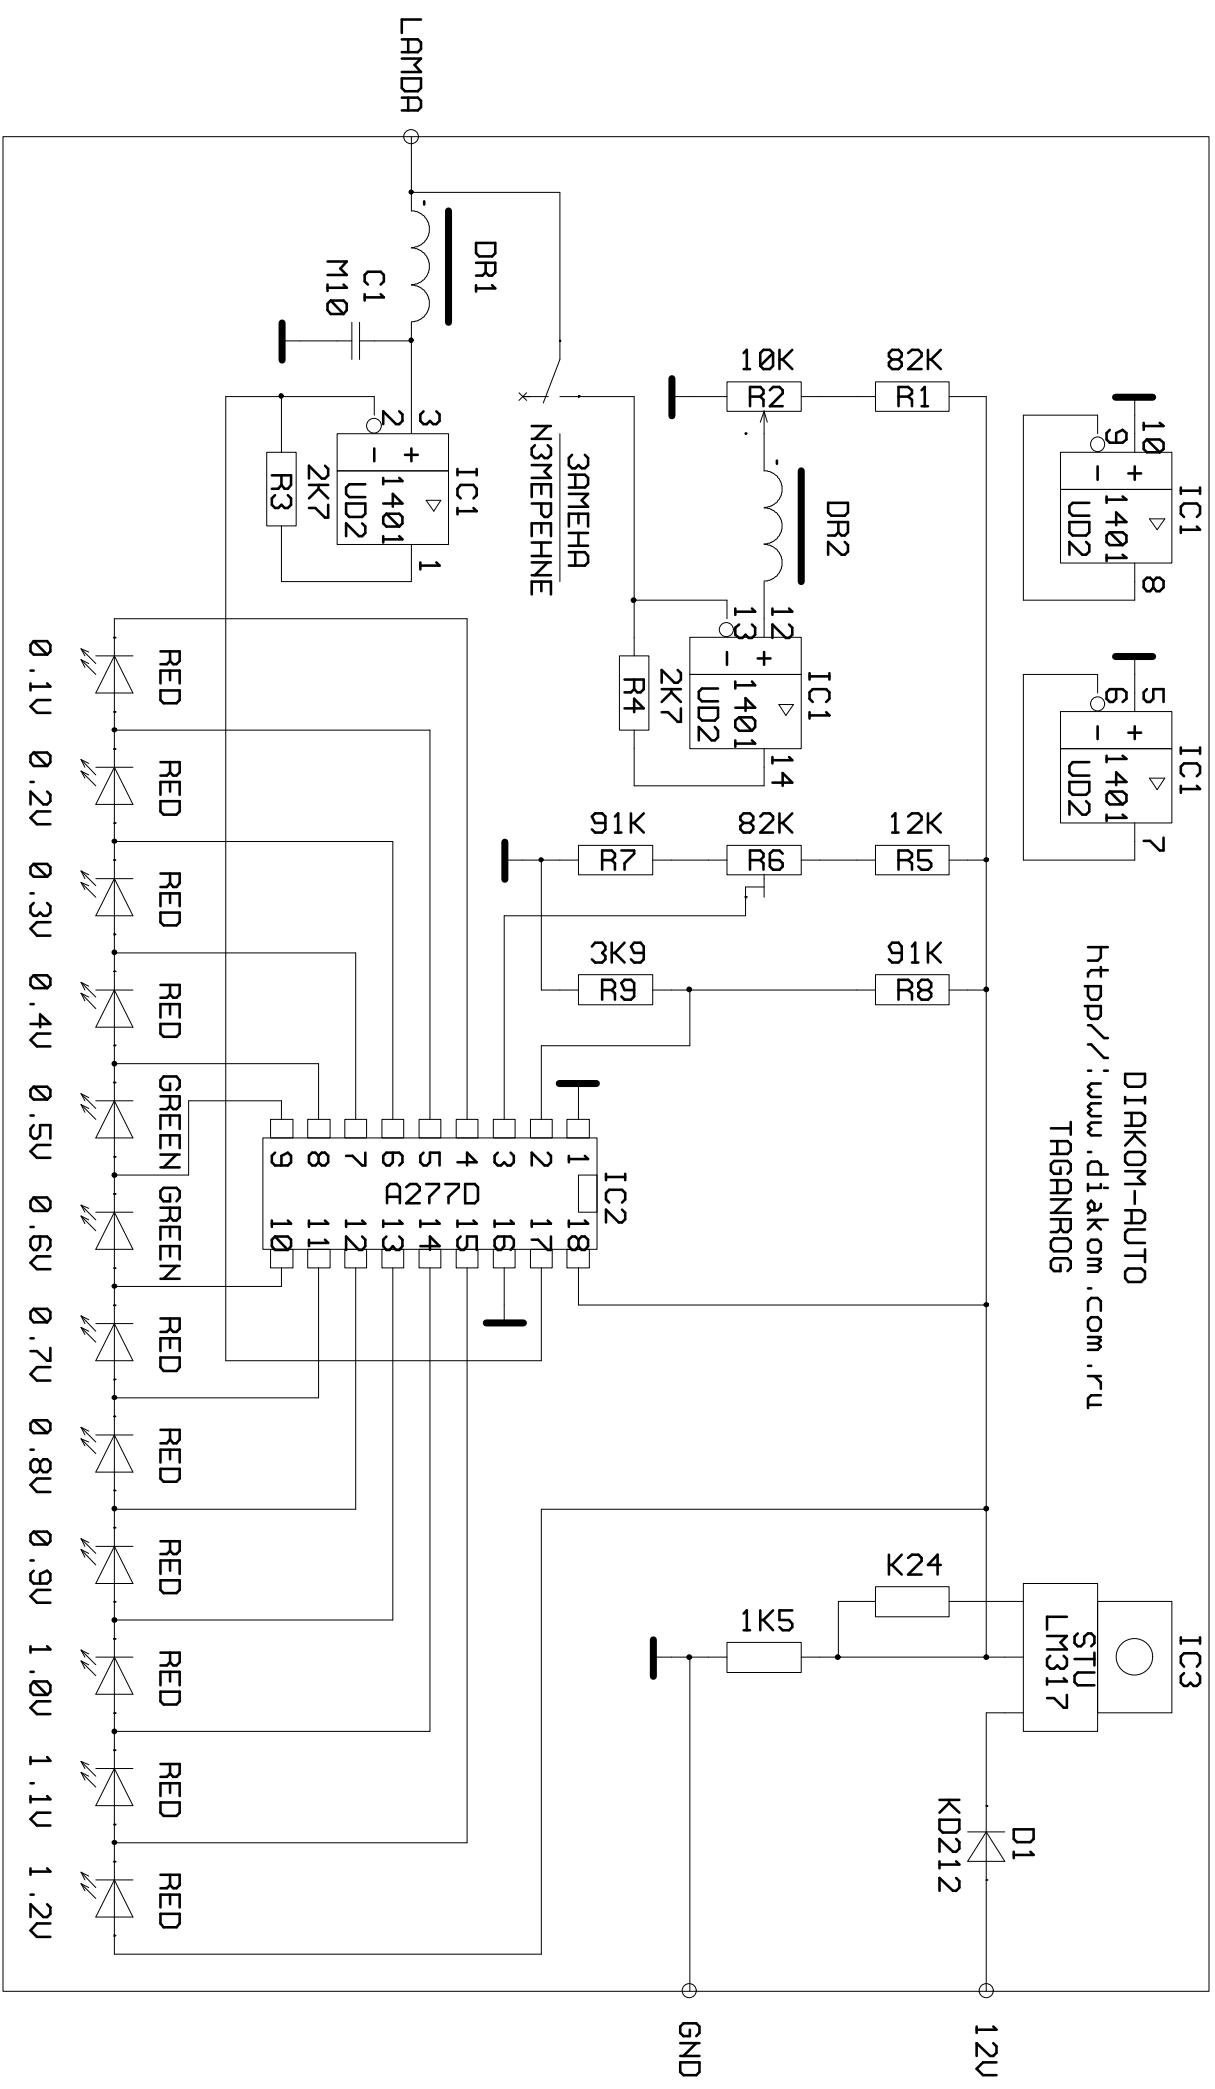 LAMDA
DR1
C1
M10
10K
R2
82K
R1
DR2
IC1
10
9
8
+
-
1401
UD2
IC1
5
6
7
+
-
1401
UD2
IC1
3
2
1
+
-
1401
UD2
R3
2K7
ЗАМЕНА
NЗМЕРЕННЕ
IC1
12
13
14
+
-
1401
UD2
R4
2K7
91K
R7
82K
R6
12K
R5
3K9
R9
91K
R8
DIAKOM-AUTO
htpp//:www.diakom.com.ru
TAGANROG
IC2
A277D
1
2
3
4
5
6
7
8
9
18
17
16
15
14
13
12
11
10
K24
1K5
IC3
STU
LM317
D1
KD212
12V
GND
RED
RED
RED
RED
GREEN
GREEN
RED
RED
RED
RED
RED
RED
0.1V
0.2V
0.3V
0.4V
0.5V
0.6V
0.7V
0.8V
0.9V
1.0V
1.1V
1.2V